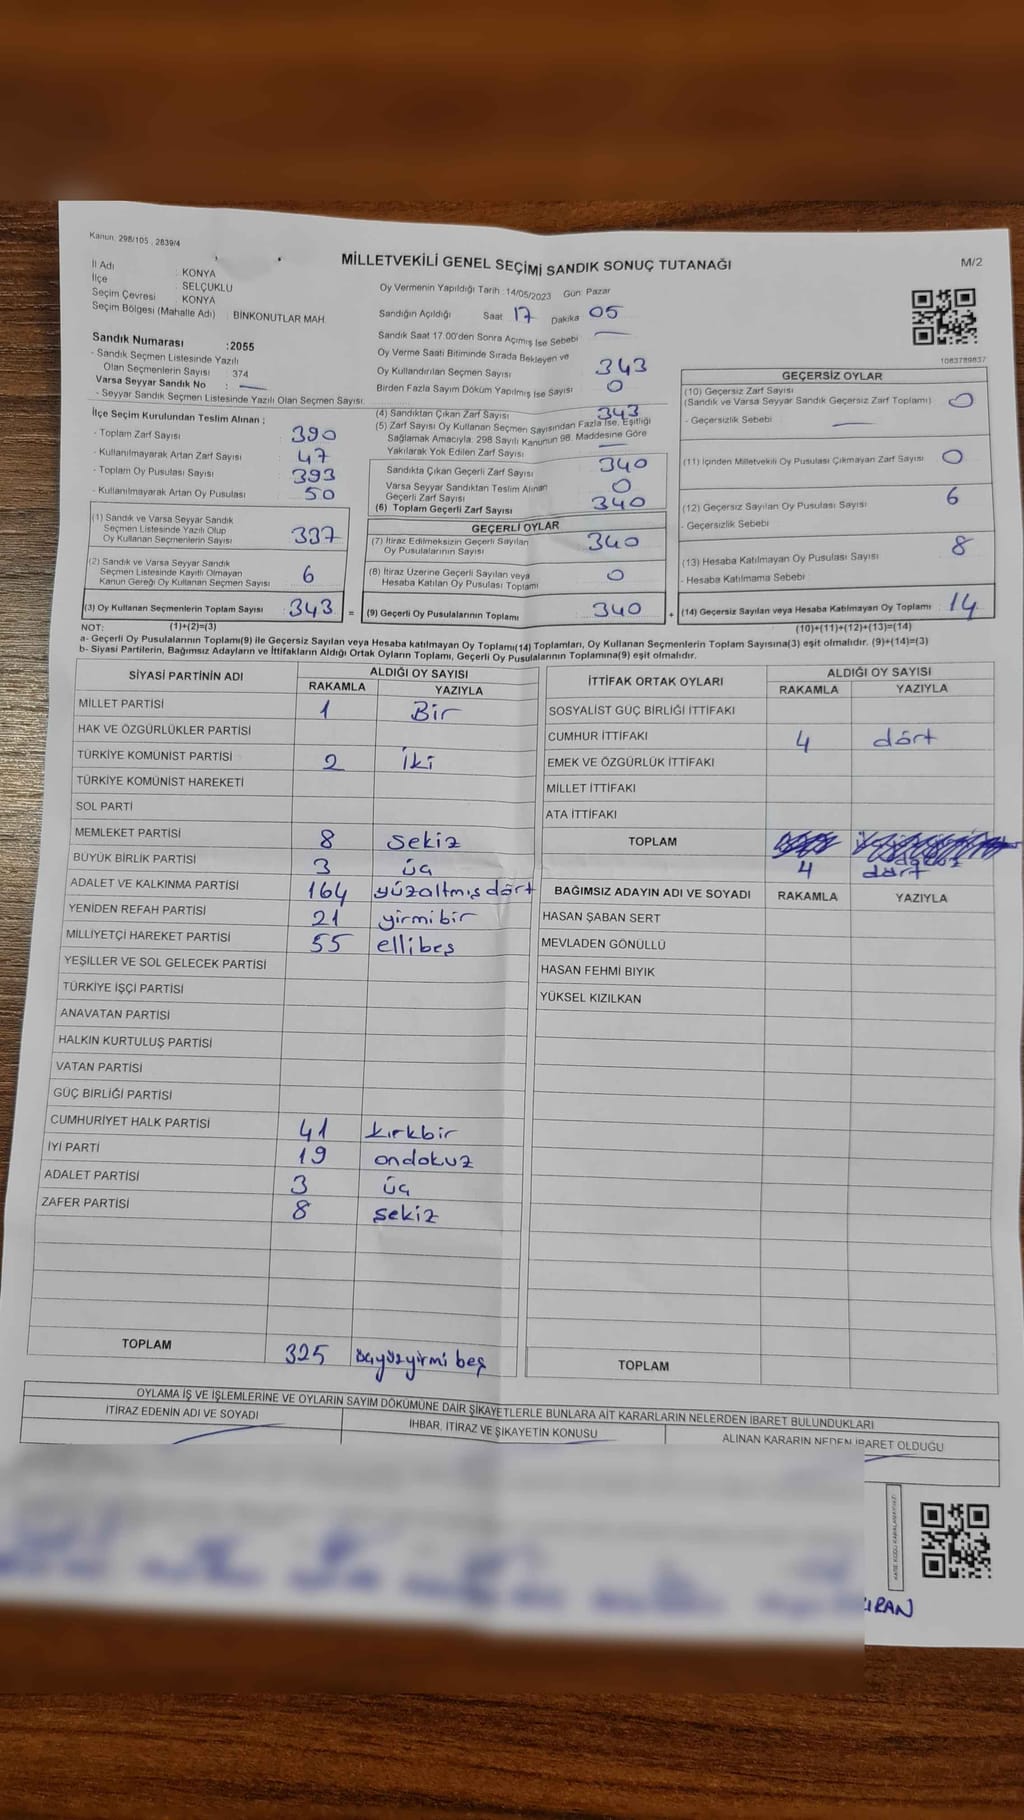 Kanun: 298/105 , 2839/4
MİLLETVEKİLİ GENEL SEÇİMİ SANDIK SONUÇ TUTANAĞI
M/2
İl Adı : KONYA
İlçe : SELÇUKLU
Seçim Çevresi : KONYA
Seçim Bölgesi (Mahalle Adı) : BİNKONUTLAR MAH.
Sandık Numarası :2055
- Sandık Seçmen Listesinde Yazılı
Olan Seçmenlerin Sayısı : 374
Varsa Seyyar Sandık No : —
- Seyyar Sandık Seçmen Listesinde Yazılı Olan Seçmen Sayısı:
Oy Vermenin Yapıldığı Tarih :14/05/2023 Gün: Pazar
Sandığın Açıldığı Saat 17 Dakika 05
Sandık Saat 17.00'den Sonra Açımış İse Sebebi —
Oy Verme Saati Bitiminde Sırada Bekleyen ve
Oy Kullandırılan Seçmen Sayısı 343
Birden Fazla Sayım Döküm Yapılmış İse Sayısı 0
1083789837
İlçe Seçim Kurulundan Teslim Alınan ;
- Toplam Zarf Sayısı 390
- Kullanılmayarak Artan Zarf Sayısı 47
- Toplam Oy Pusulası Sayısı 393
- Kullanılmayarak Artan Oy Pusulası 50
(1) Sandık ve Varsa Seyyar Sandık
Seçmen Listesinde Yazılı Olup
Oy Kullanan Seçmenlerin Sayısı 337
(2) Sandık ve Varsa Seyyar Sandık
Seçmen Listesinde Kayıtlı Olmayan
Kanun Gereği Oy Kullanan Seçmen Sayısı 6
(3) Oy Kullanan Seçmenlerin Toplam Sayısı 343 =
(4) Sandıktan Çıkan Zarf Sayısı 343
(5) Zarf Sayısı Oy Kullanan Seçmen Sayısından Fazla İse, Eşitliği
Sağlamak Amacıyla, 298 Sayılı Kanunun 98. Maddesine Göre
Yakılarak Yok Edilen Zarf Sayısı —
Sandıkta Çıkan Geçerli Zarf Sayısı 340
Varsa Seyyar Sandıktan Teslim Alınan
Geçerli Zarf Sayısı 0
(6) Toplam Geçerli Zarf Sayısı 340
GEÇERLİ OYLAR
(7) İtiraz Edilmeksizin Geçerli Sayılan
Oy Pusulalarının Sayısı 340
(8) İtiraz Üzerine Geçerli Sayılan veya
Hesaba Katılan Oy Pusulası Toplamı 0
(9) Geçerli Oy Pusulalarının Toplamı 340 +
GEÇERSİZ OYLAR
(10) Geçersiz Zarf Sayısı
(Sandık ve Varsa Seyyar Sandık Geçersiz Zarf Toplamı) 0
- Geçersizlik Sebebi —
(11) İçinden Milletvekili Oy Pusulası Çıkmayan Zarf Sayısı 0
(12) Geçersiz Sayılan Oy Pusulası Sayısı 6
- Geçersizlik Sebebi
(13) Hesaba Katılmayan Oy Pusulası Sayısı 8
- Hesaba Katılmama Sebebi
(14) Geçersiz Sayılan veya Hesaba Katılmayan Oy Toplamı 14
NOT: (1)+(2)=(3)
(10)+(11)+(12)+(13)=(14)
a- Geçerli Oy Pusulalarının Toplamı(9) ile Geçersiz Sayılan veya Hesaba katılmayan Oy Toplamı(14) Toplamları, Oy Kullanan Seçmenlerin Toplam Sayısına(3) eşit olmalıdır. (9)+(14)=(3)
b- Siyasi Partilerin, Bağımsız Adayların ve İttifakların Aldığı Ortak Oyların Toplamı, Geçerli Oy Pusulalarının Toplamına(9) eşit olmalıdır.
SİYASİ PARTİNİN ADI
ALDIĞI OY SAYISI
RAKAMLA YAZIYLA
MİLLET PARTİSİ 1 Bir
HAK VE ÖZGÜRLÜKLER PARTİSİ
TÜRKİYE KOMÜNİST PARTİSİ 2 İki
TÜRKİYE KOMÜNİST HAREKETİ
SOL PARTİ
MEMLEKET PARTİSİ 8 sekiz
BÜYÜK BİRLİK PARTİSİ 3 üç
ADALET VE KALKINMA PARTİSİ 164 yüzaltmış dört
YENİDEN REFAH PARTİSİ 21 yirmibir
MİLLİYETÇİ HAREKET PARTİSİ 55 ellibeş
YEŞİLLER VE SOL GELECEK PARTİSİ
TÜRKİYE İŞÇİ PARTİSİ
ANAVATAN PARTİSİ
HALKIN KURTULUŞ PARTİSİ
VATAN PARTİSİ
GÜÇ BİRLİĞİ PARTİSİ
CUMHURİYET HALK PARTİSİ 41 kırkbir
İYİ PARTİ 19 ondokuz
ADALET PARTİSİ 3 üç
ZAFER PARTİSİ 8 sekiz
TOPLAM 325 üçyüzyirmi beş
İTTİFAK ORTAK OYLARI
ALDIĞI OY SAYISI
RAKAMLA YAZIYLA
SOSYALİST GÜÇ BİRLİĞİ İTTİFAKI
CUMHUR İTTİFAKI 4 dört
EMEK VE ÖZGÜRLÜK İTTİFAKI
MİLLET İTTİFAKI
ATA İTTİFAKI
TOPLAM 4 dört
BAĞIMSIZ ADAYIN ADI VE SOYADI RAKAMLA YAZIYLA
HASAN ŞABAN SERT
MEVLADEN GÖNÜLLÜ
HASAN FEHMİ BIYIK
YÜKSEL KIZILKAN
TOPLAM
OYLAMA İŞ VE İŞLEMLERİNE VE OYLARIN SAYIM DÖKÜMÜNE DAİR ŞİKAYETLERLE BUNLARA AİT KARARLARIN NELERDEN İBARET BULUNDUKLARI
İTİRAZ EDENİN ADI VE SOYADI
İHBAR, İTİRAZ VE ŞİKAYETİN KONUSU
ALINAN KARARIN NEDEN İBARET OLDUĞU